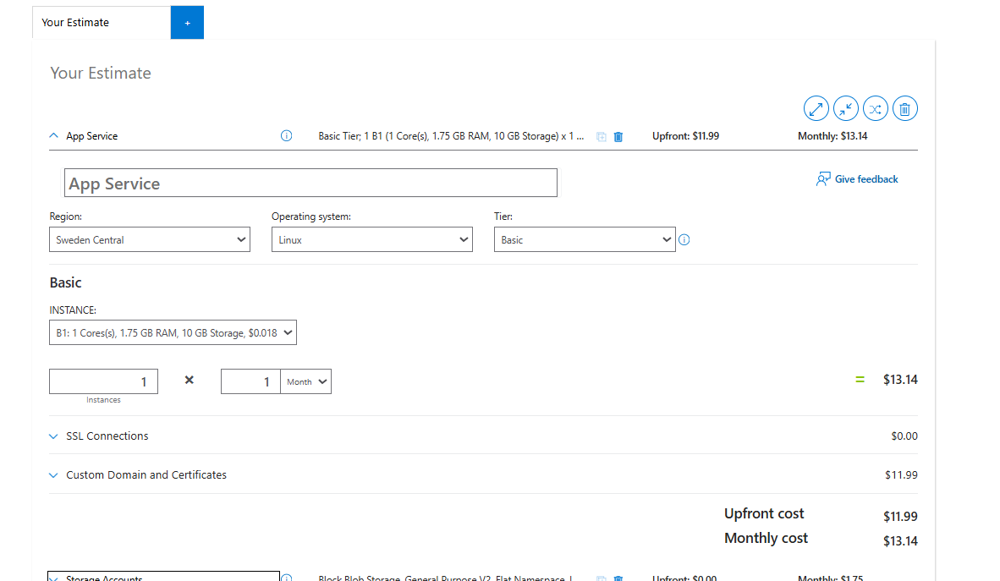 Your Estimate
+
Your Estimate
App Service
Basic Tier; 1 B1 (1 Core(s), 1.75 GB RAM, 10 GB Storage) x 1 ...
Upfront: $11.99
Monthly: $13.14
App Service
Give feedback
Region:
Operating system:
Tier:
Sweden Central
Linux
Basic
Basic
INSTANCE:
B1: 1 Cores(s), 1.75 GB RAM, 10 GB Storage, $0.018
1
×
1
Month
=
$13.14
Instances
SSL Connections
$0.00
Custom Domain and Certificates
$11.99
Upfront cost
$11.99
Monthly cost
$13.14
Storage Accounts
Block Blob Storage, General Purpose V2, Flat Namespace, L
Upfront: $0.00
Monthly: $1.75